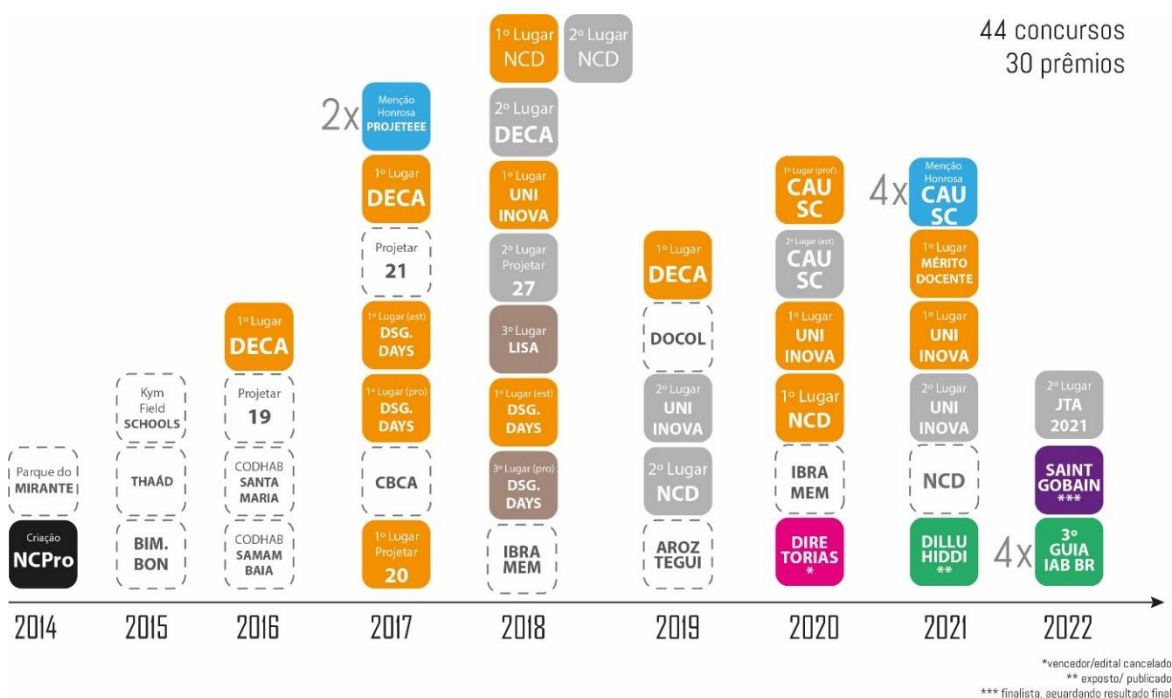 44 concursos
30 prêmios
Criação
NCPro
Parque do
MIRANTE
2014
Kym
Field
SCHOOLS
THAÁD
BIM.
BON
2015
1º Lugar
DECA
Projetar
19
CODHAB
SANTA
MARIA
CODHAB
SAMAM
BAIA
2016
2x
Menção
Honrosa
PROJETEEE
1º Lugar
DECA
Projetar
21
1º Lugar (est)
DSG.
DAYS
1º Lugar (pro)
DSG.
DAYS
CBCA
1º Lugar
Projetar
20
2017
1º Lugar
NCD
2º Lugar
NCD
2º Lugar
DECA
1º Lugar
UNI
INOVA
2º Lugar
Projetar
27
3º Lugar
LISA
1º Lugar (est)
DSG.
DAYS
3º Lugar (pro)
DSG.
DAYS
IBRA
MEM
2018
1º Lugar
DECA
DOCOL
2º Lugar
UNI
INOVA
2º Lugar
NCD
AROZ
TEGUI
2019
1º Lugar (prof)
CAU
SC
2º Lugar (est)
CAU
SC
1º Lugar
UNI
INOVA
1º Lugar
NCD
IBRA
MEM
DIRE
TORIAS
*
2020
4x
Menção
Honrosa
CAU
SC
1º Lugar
MÉRITO
DOCENTE
1º Lugar
UNI
INOVA
2º Lugar
UNI
INOVA
NCD
DILLU
HIDDI
**
2021
2º Lugar
JTA
2021
SAINT
GOBAIN
***
4x
3º
GUIA
IAB BR
2022
*vencedor/edital cancelado
** exposto/ publicado
*** finalista, aguardando resultado final